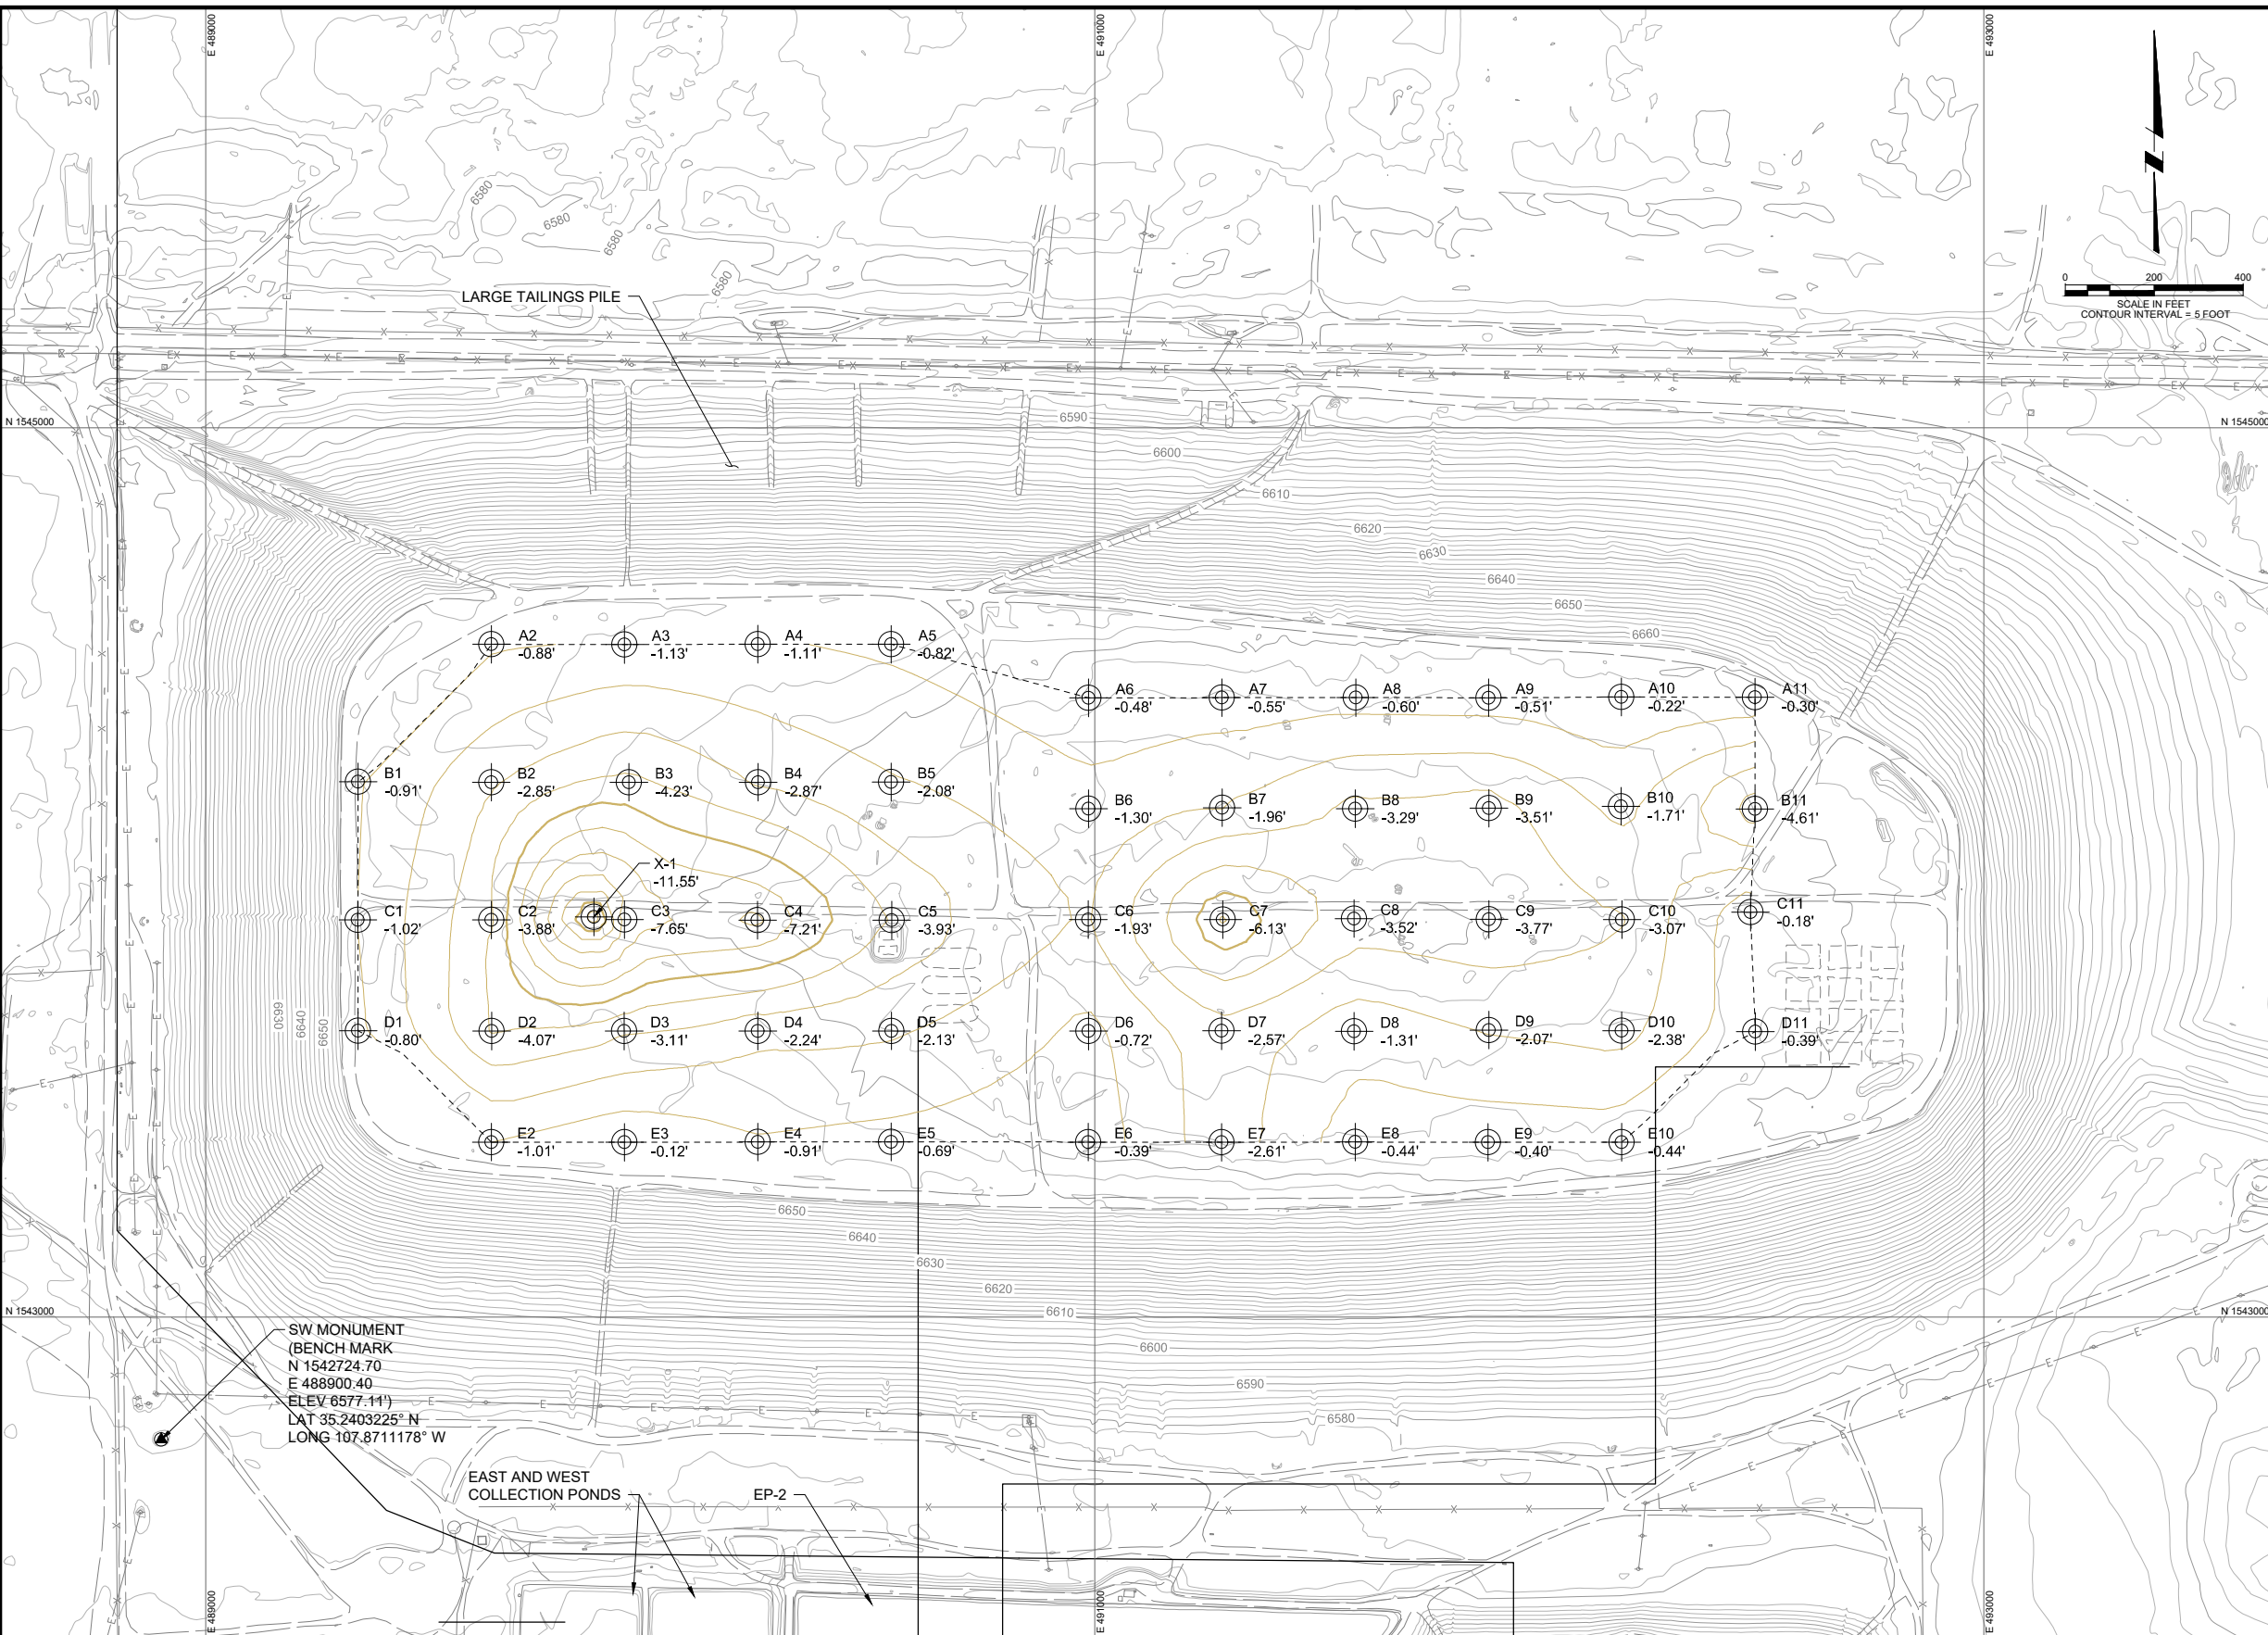 E 489000
E 491000
E 493000
0 200 400
SCALE IN FEET
CONTOUR INTERVAL = 5 FOOT
6580
6580
6580
6580
LARGE TAILINGS PILE
N 1545000
N 1545000
6590
6600
6610
6620
6630
6640
6650
6660
A2
-0.88'
A3
-1.13'
A4
-1.11'
A5
-0.82'
A6
-0.48'
A7
-0.55'
A8
-0.60'
A9
-0.51'
A10
-0.22'
A11
-0.30'
B1
-0.91'
B2
-2.85'
B3
-4.23'
B4
-2.87'
B5
-2.08'
B6
-1.30'
B7
-1.96'
B8
-3.29'
B9
-3.51'
B10
-1.71'
B11
-4.61'
X-1
-11.55'
C1
-1.02'
C2
-3.88'
C3
-7.65'
C4
-7.21'
C5
-3.93'
C6
-1.93'
C7
-6.13'
C8
-3.52'
C9
-3.77'
C10
-3.07'
C11
-0.18'
6630
6640
6650
D1
-0.80'
D2
-4.07'
D3
-3.11'
D4
-2.24'
D5
-2.13'
D6
-0.72'
D7
-2.57'
D8
-1.31'
D9
-2.07'
D10
-2.38'
D11
-0.39'
E2
-1.01'
E3
-0.12'
E4
-0.91'
E5
-0.69'
E6
-0.39'
E7
-2.61'
E8
-0.44'
E9
-0.40'
E10
-0.44'
6650
6640
6630
6620
6610
6600
6590
6580
N 1543000
N 1543000
SW MONUMENT
(BENCH MARK
N 1542724.70
E 488900.40
ELEV 6577.11')
LAT 35.2403225° N
LONG 107.8711178° W
EAST AND WEST
COLLECTION PONDS
EP-2
E 489000
E 491000
E 493000